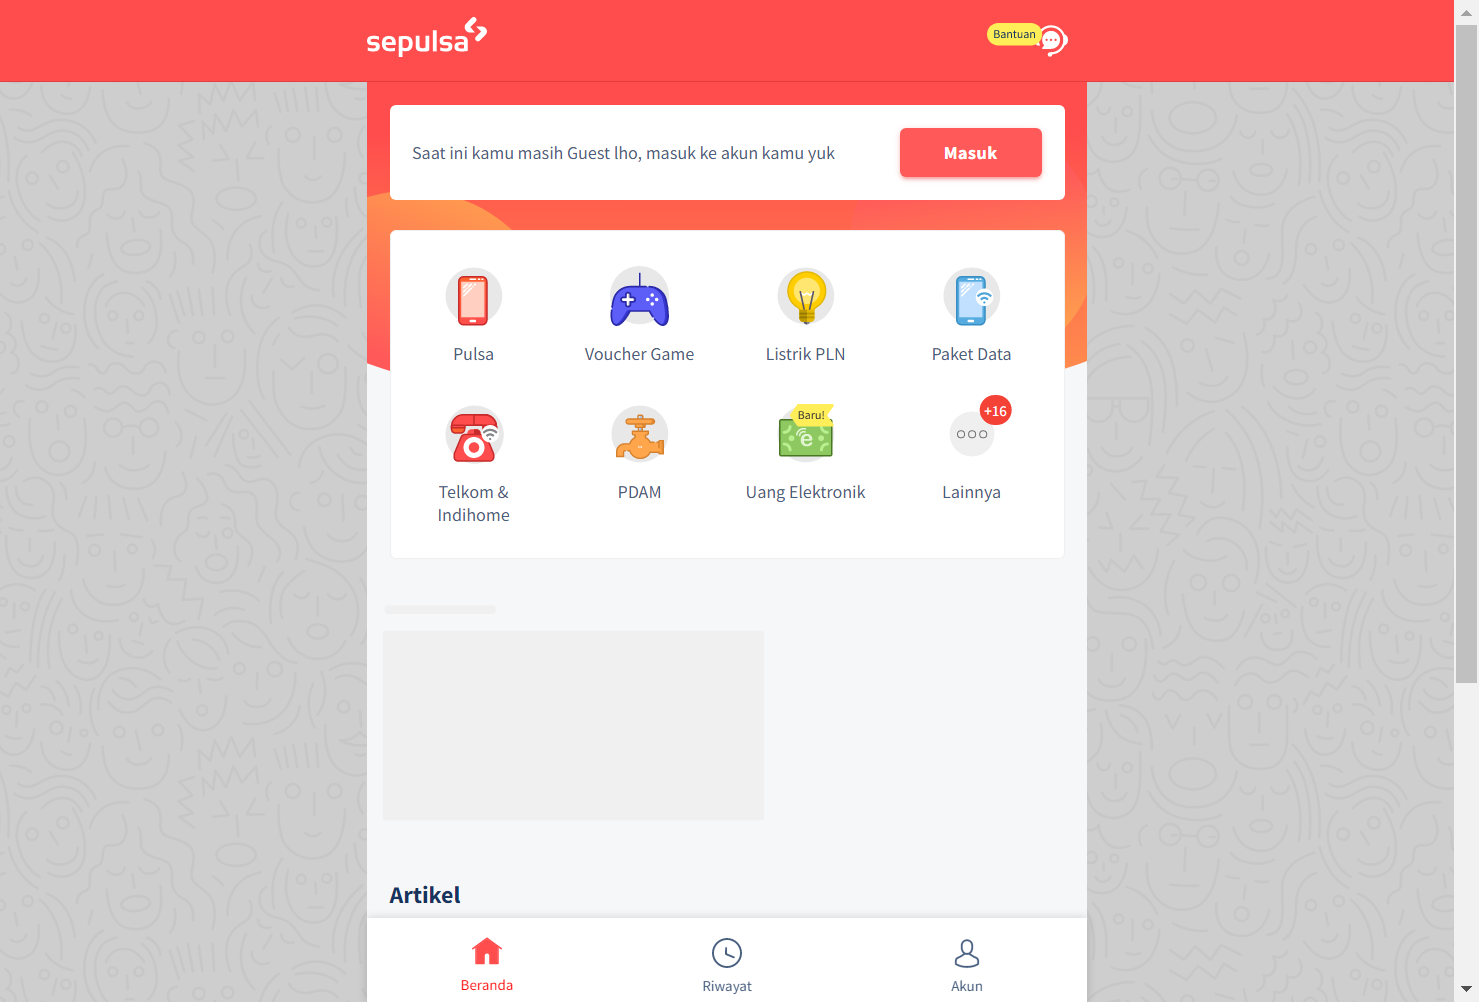 sepulsa
Bantuan
Saat ini kamu masih Guest lho, masuk ke akun kamu yuk
Masuk
Pulsa
Voucher Game
Listrik PLN
Paket Data
Telkom &
Indihome
PDAM
Baru!
e
Uang Elektronik
+16
Lainnya
Artikel
Beranda
Riwayat
Akun